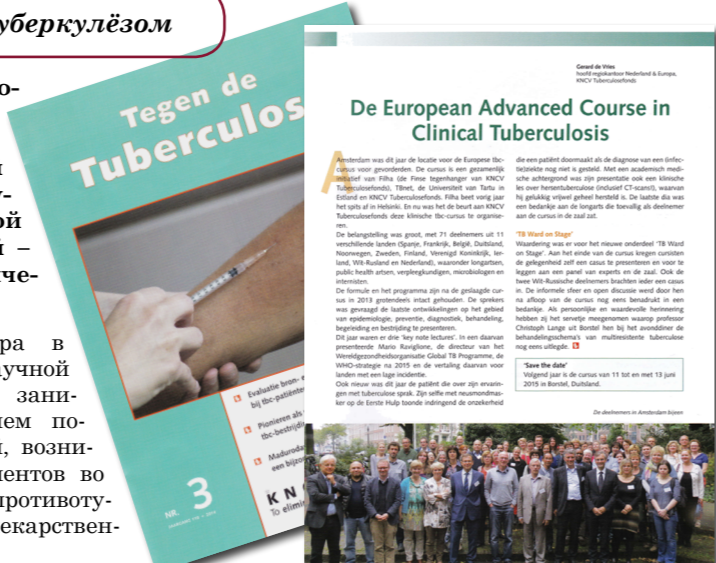 уберкулёзом
о-
й –
че-
ра в
аучной
зани-
ем по-
возни-
ентов во
противоту-
екарствен-
Tegen de
Tuberculos
Evaluatie bron- e
bij tbc-patiënte
Pionieren als
tbc-bestrijdi
Madurodar
een bijzon
K N
To elimi
NR. 3
Gerard de Vries
hoofd regiokantoor Nederland & Europa,
KNCV Tuberculosefonds
De European Advanced Course in
Clinical Tuberculosis
Amsterdam was dit jaar de locatie voor de Europese tbc-
cursus voor gevorderden. De cursus is een gezamenlijk
initiatief van Filha (de Finse tegenhanger van KNCV
Tuberculosefonds), TBnet, de Universiteit van Tartu in
Estland en KNCV Tuberculosefonds. Filha beet vorig jaar
het spits af in Helsinki. En nu was het de beurt aan KNCV
Tuberculosefonds deze klinische tbc-cursus te organise-
ren.
De belangstelling was groot, met 71 deelnemers uit 11
verschillende landen (Spanje, Frankrijk, België, Duitsland,
Noorwegen, Zweden, Finland, Verenigd Koninkrijk, Ier-
land, Wit-Rusland en Nederland), waaronder longartsen,
public health artsen, verpleegkundigen, microbiologen en
internisten.
De formule en het programma zijn na de geslaagde cur-
sus in 2013 grotendeels intact gehouden. De sprekers
was gevraagd de laatste ontwikkelingen op het gebied
van epidemiologie, preventie, diagnostiek, behandeling,
begeleiding en bestrijding te presenteren.
Dit jaar waren er drie 'key note lectures'. In een daarvan
presenteerde Mario Raviglione, de directeur van het
Wereldgezondheidsorganisatie Global TB Programme, de
WHO-strategie na 2015 en de vertaling daarvan voor
landen met een lage incidentie.
Ook nieuw was dit jaar de patiënt die over zijn ervarin-
gen met tuberculose sprak. Zijn selfie met neusmondmas-
ker op de Eerste Hulp toonde indringend de onzekerheid
die een patiënt doormaakt als de diagnose van een (infec-
tie)ziekte nog niet is gesteld. Met een academisch medi-
sche achtergrond was zijn presentatie ook een klinische
les over hersentuberculose (inclusief CT-scans!), waarvan
hij gelukkig vrijwel geheel hersteld is. De laatste dia was
een bedankje aan de longarts die toevallig als deelnemer
aan de cursus in de zaal zat.
'TB Ward on Stage'
Waardering was er voor het nieuwe onderdeel 'TB Ward
on Stage'. Aan het einde van de cursus kregen cursisten
de gelegenheid zelf een casus te presenteren en voor te
leggen aan een panel van experts en de zaal. Ook de
twee Wit-Russische deelnemers brachten ieder een casus
in. De informele sfeer en open discussie werd door hen
na afloop van de cursus nog eens benadrukt in een
bedankje. Als persoonlijke en waardevolle herinnering
hebben zij het servetje meegenomen waarop professor
Christoph Lange uit Borstel hen bij het avonddiner de
behandelingsschema's van multiresistente tuberculose
nog eens uitlegde.
'Save the date'
Volgend jaar is de cursus van 11 tot en met 13 juni
2015 in Borstel, Duitsland.
De deelnemers in Amsterdam bijeen